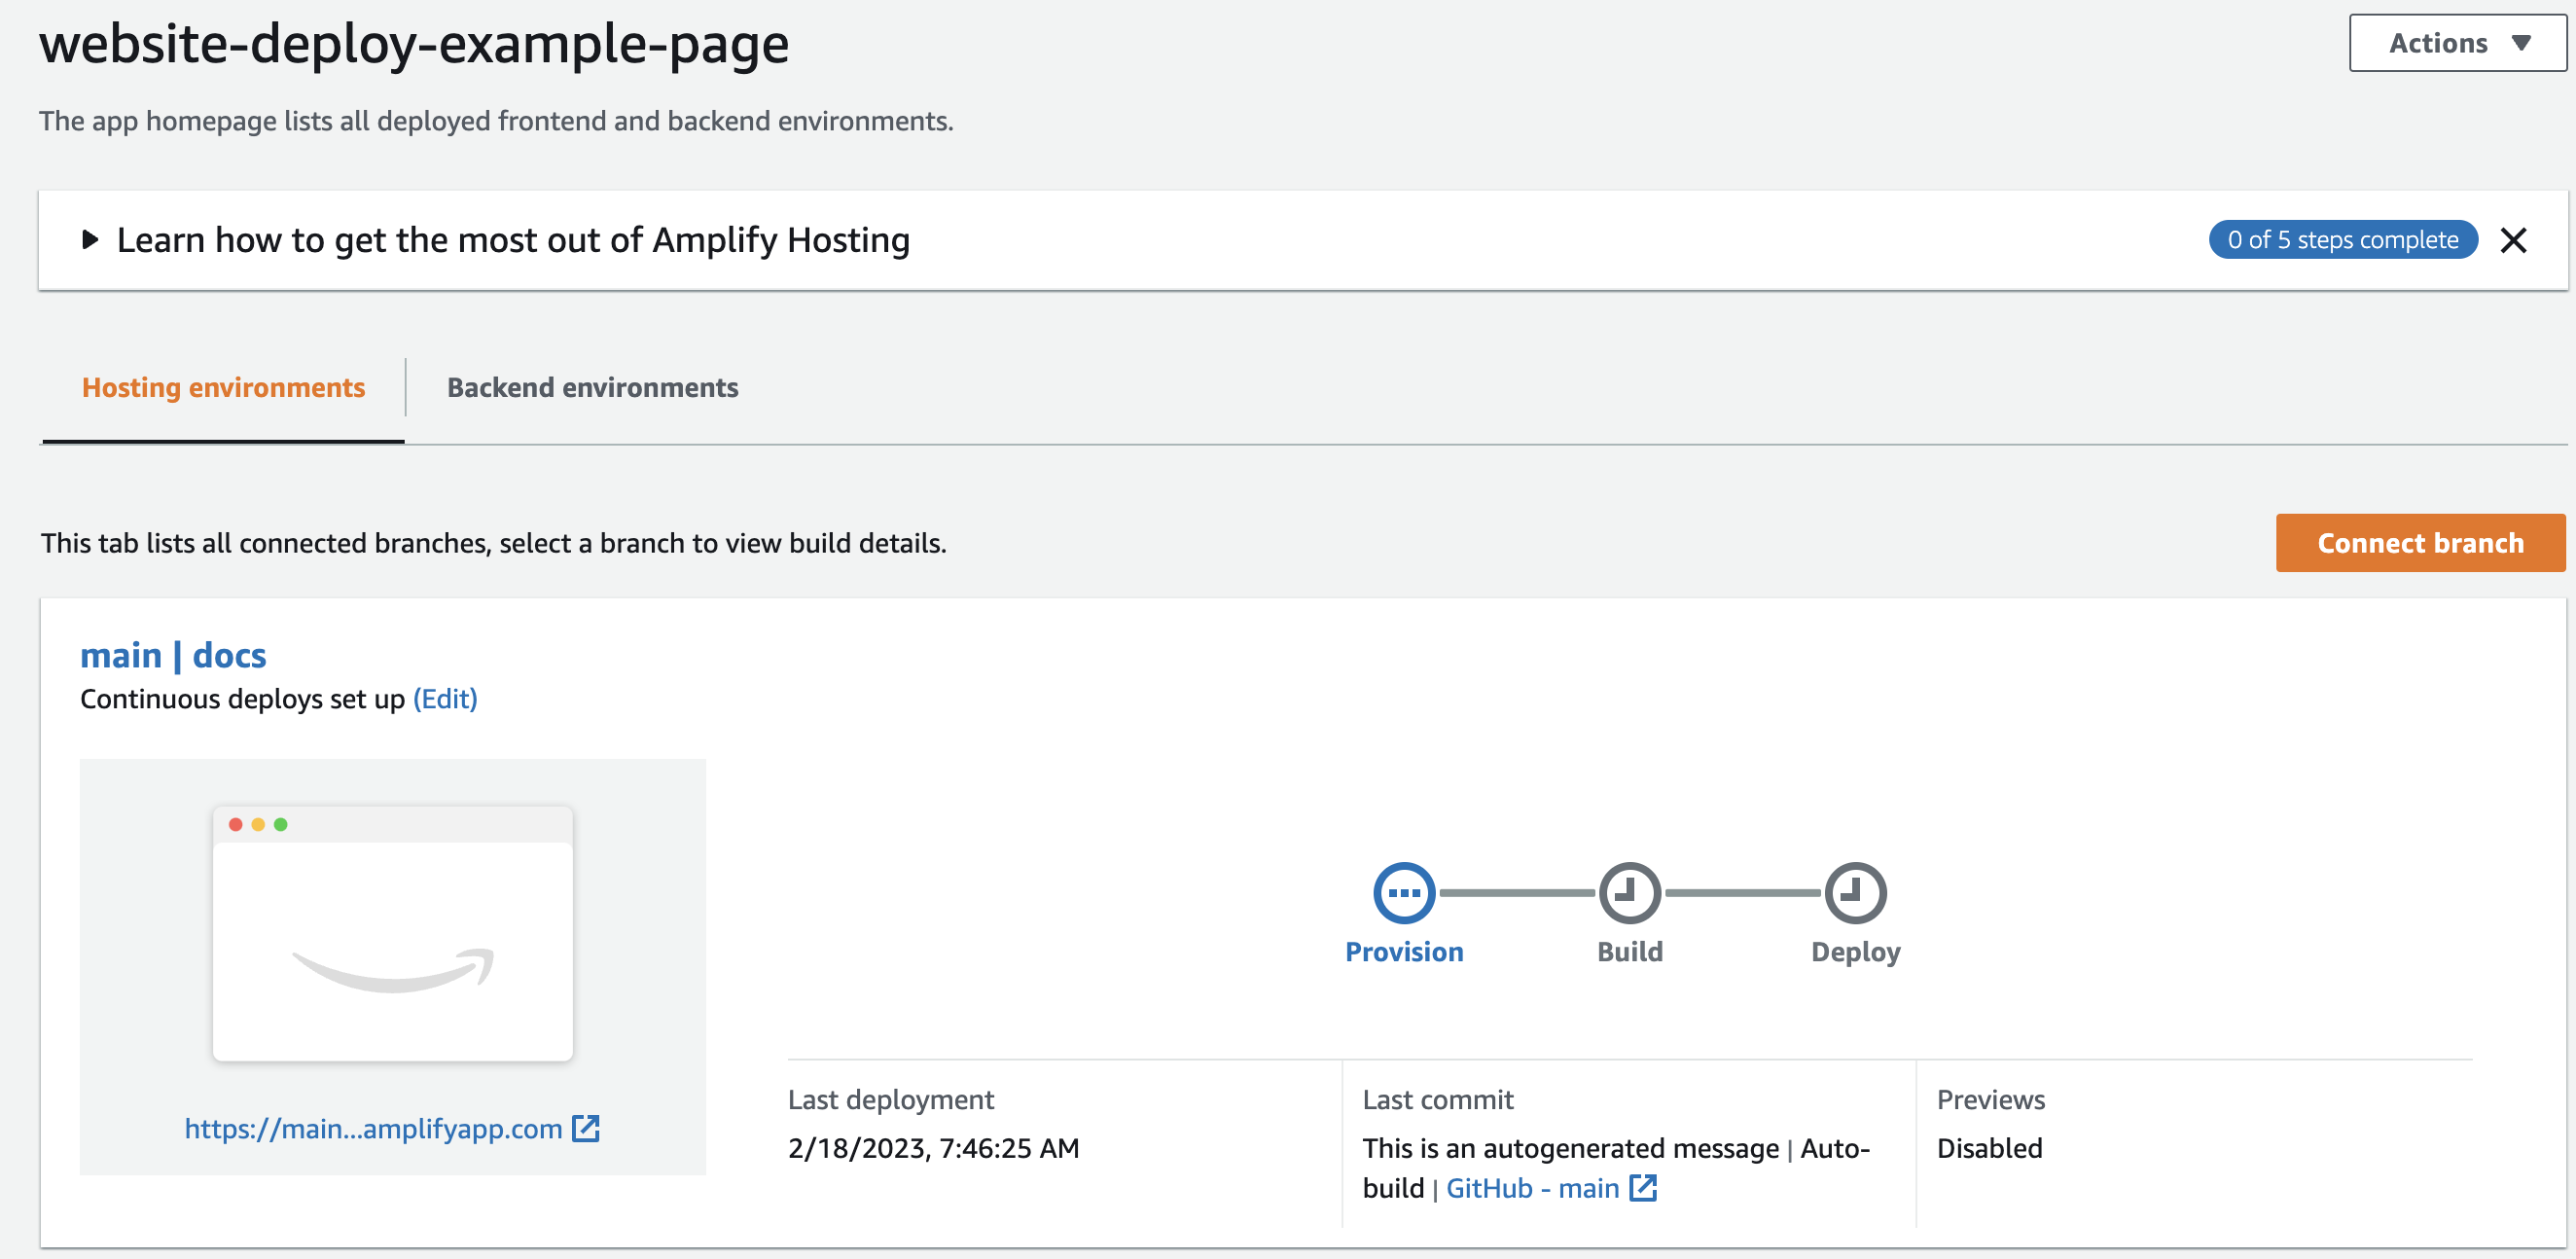 website-deploy-example-page
Actions
The app homepage lists all deployed frontend and backend environments.
Learn how to get the most out of Amplify Hosting
0 of 5 steps complete
Hosting environments
Backend environments
This tab lists all connected branches, select a branch to view build details.
Connect branch
main | docs
Continuous deploys set up (Edit)
Provision
Build
Deploy
https://main...amplifyapp.com
Last deployment
2/18/2023, 7:46:25 AM
Last commit
This is an autogenerated message | Auto-
build | GitHub - main
Previews
Disabled